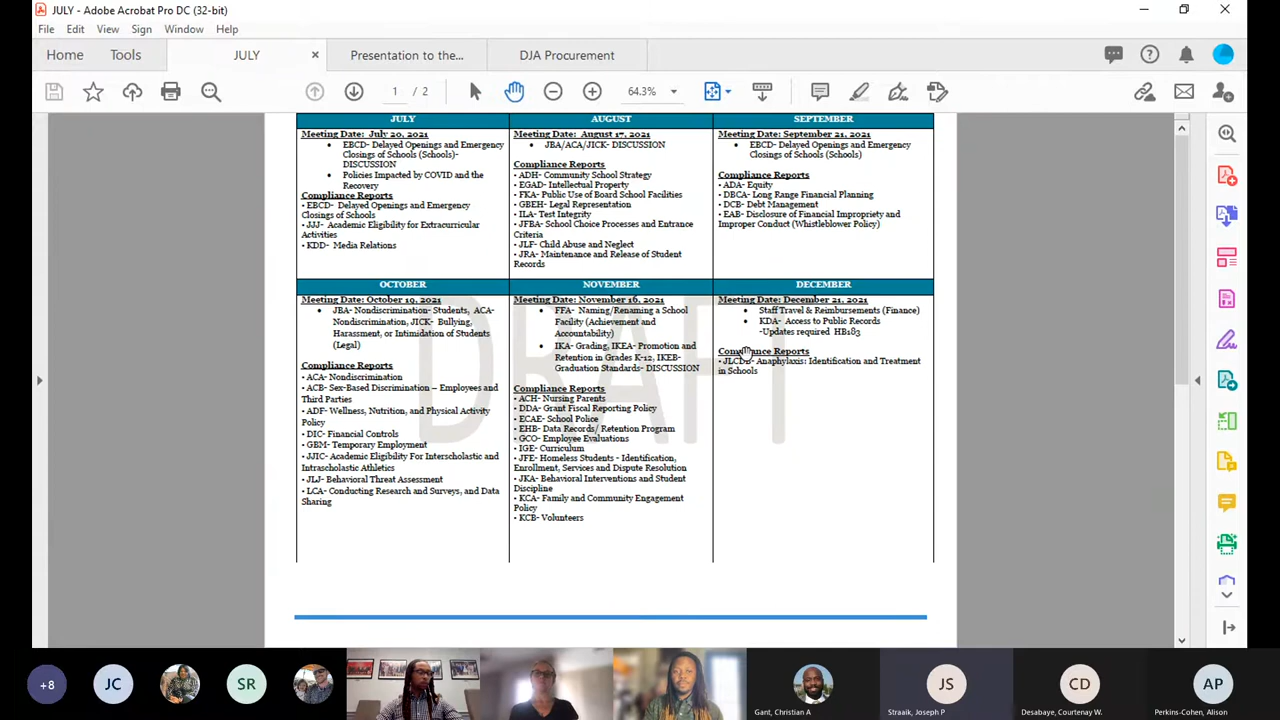 JULY - Adobe Acrobat Pro DC (32-bit)
File Edit View Sign Window Help
Home Tools JULY × Presentation to the... DJA Procurement
1 / 2 64.3%
JULY
Meeting Date: July 20, 2021
• EBCD- Delayed Openings and Emergency
Closings of Schools (Schools)-
DISCUSSION
• Policies Impacted by COVID and the
Recovery
Compliance Reports
• EBCD- Delayed Openings and Emergency
Closings of Schools
• JJJ- Academic Eligibility for Extracurricular
Activities
• KDD- Media Relations
AUGUST
Meeting Date: August 17, 2021
• JBA/ACA/JICK- DISCUSSION
Compliance Reports
• ADH- Community School Strategy
• EGAD- Intellectual Property
• FKA- Public Use of Board School Facilities
• GBEH- Legal Representation
• ILA- Test Integrity
• JFBA- School Choice Processes and Entrance
Criteria
• JLF- Child Abuse and Neglect
• JRA- Maintenance and Release of Student
Records
SEPTEMBER
Meeting Date: September 21, 2021
• EBCD- Delayed Openings and Emergency
Closings of Schools (Schools)
Compliance Reports
• ADA- Equity
• DBCA- Long Range Financial Planning
• DCB- Debt Management
• EAB- Disclosure of Financial Impropriety and
Improper Conduct (Whistleblower Policy)
OCTOBER
Meeting Date: October 19, 2021
• JBA- Nondiscrimination- Students, ACA-
Nondiscrimination, JICK- Bullying,
Harassment, or Intimidation of Students
(Legal)
Compliance Reports
• ACA- Nondiscrimination
• ACB- Sex-Based Discrimination – Employees and
Third Parties
• ADF- Wellness, Nutrition, and Physical Activity
Policy
• DIC- Financial Controls
• GBM- Temporary Employment
• JJIC- Academic Eligibility For Interscholastic and
Intrascholastic Athletics
• JLJ- Behavioral Threat Assessment
• LCA- Conducting Research and Surveys, and Data
Sharing
NOVEMBER
Meeting Date: November 16, 2021
• FFA- Naming/Renaming a School
Facility (Achievement and
Accountability)
• IKA- Grading, IKEA- Promotion and
Retention in Grades K-12, IKEB-
Graduation Standards- DISCUSSION
Compliance Reports
• ACH- Nursing Parents
• DDA- Grant Fiscal Reporting Policy
• ECAE- School Police
• EHB- Data Records/ Retention Program
• GCO- Employee Evaluations
• IGE- Curriculum
• JFE- Homeless Students - Identification,
Enrollment, Services and Dispute Resolution
• JKA- Behavioral Interventions and Student
Discipline
• KCA- Family and Community Engagement
Policy
• KCB- Volunteers
DECEMBER
Meeting Date: December 21, 2021
• Staff Travel & Reimbursements (Finance)
• KDA- Access to Public Records
-Updates required HB183
Compliance Reports
• JLCDB- Anaphylaxis: Identification and Treatment
in Schools
DRAFT
+8 JC SR JS CD AP
Gant, Christian A Straaik, Joseph P Desabaye, Courtenay W. Perkins-Cohen, Alison